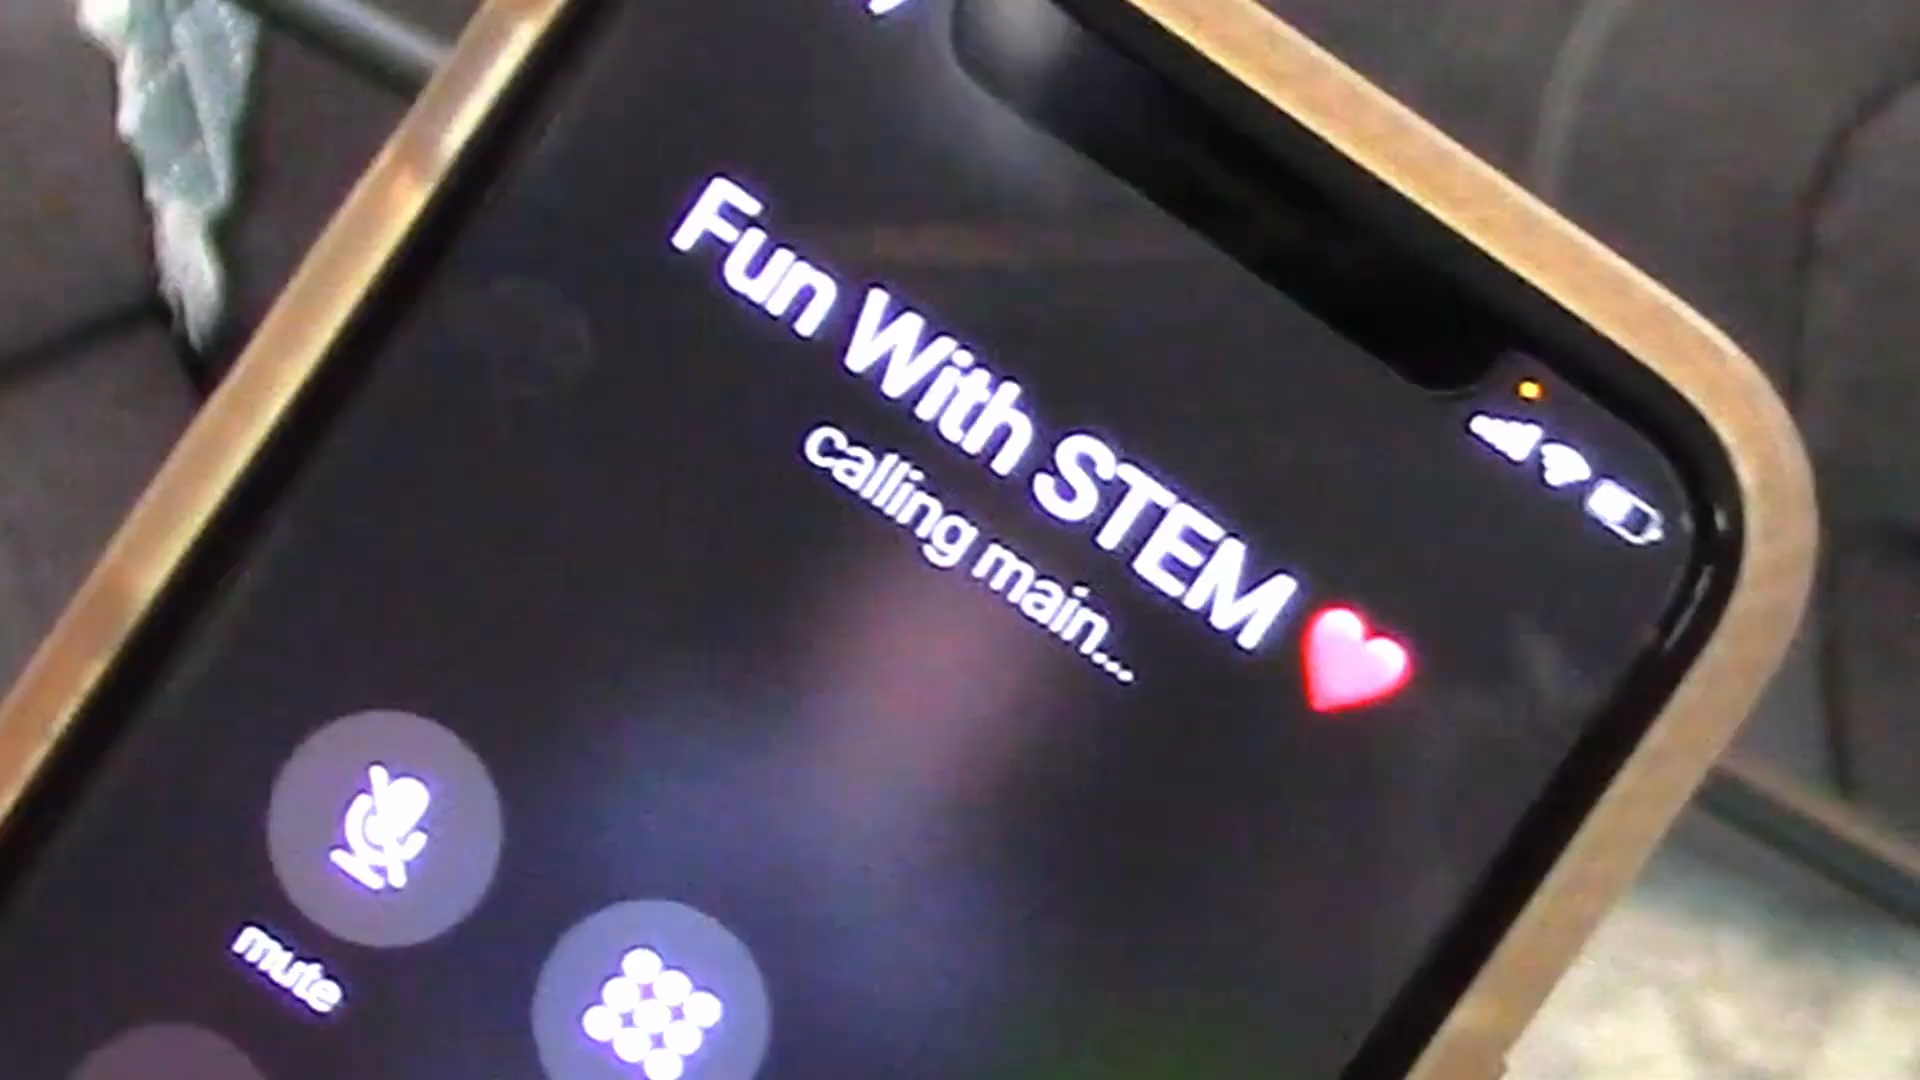 Fun With STEM ❤️
calling main...
mute